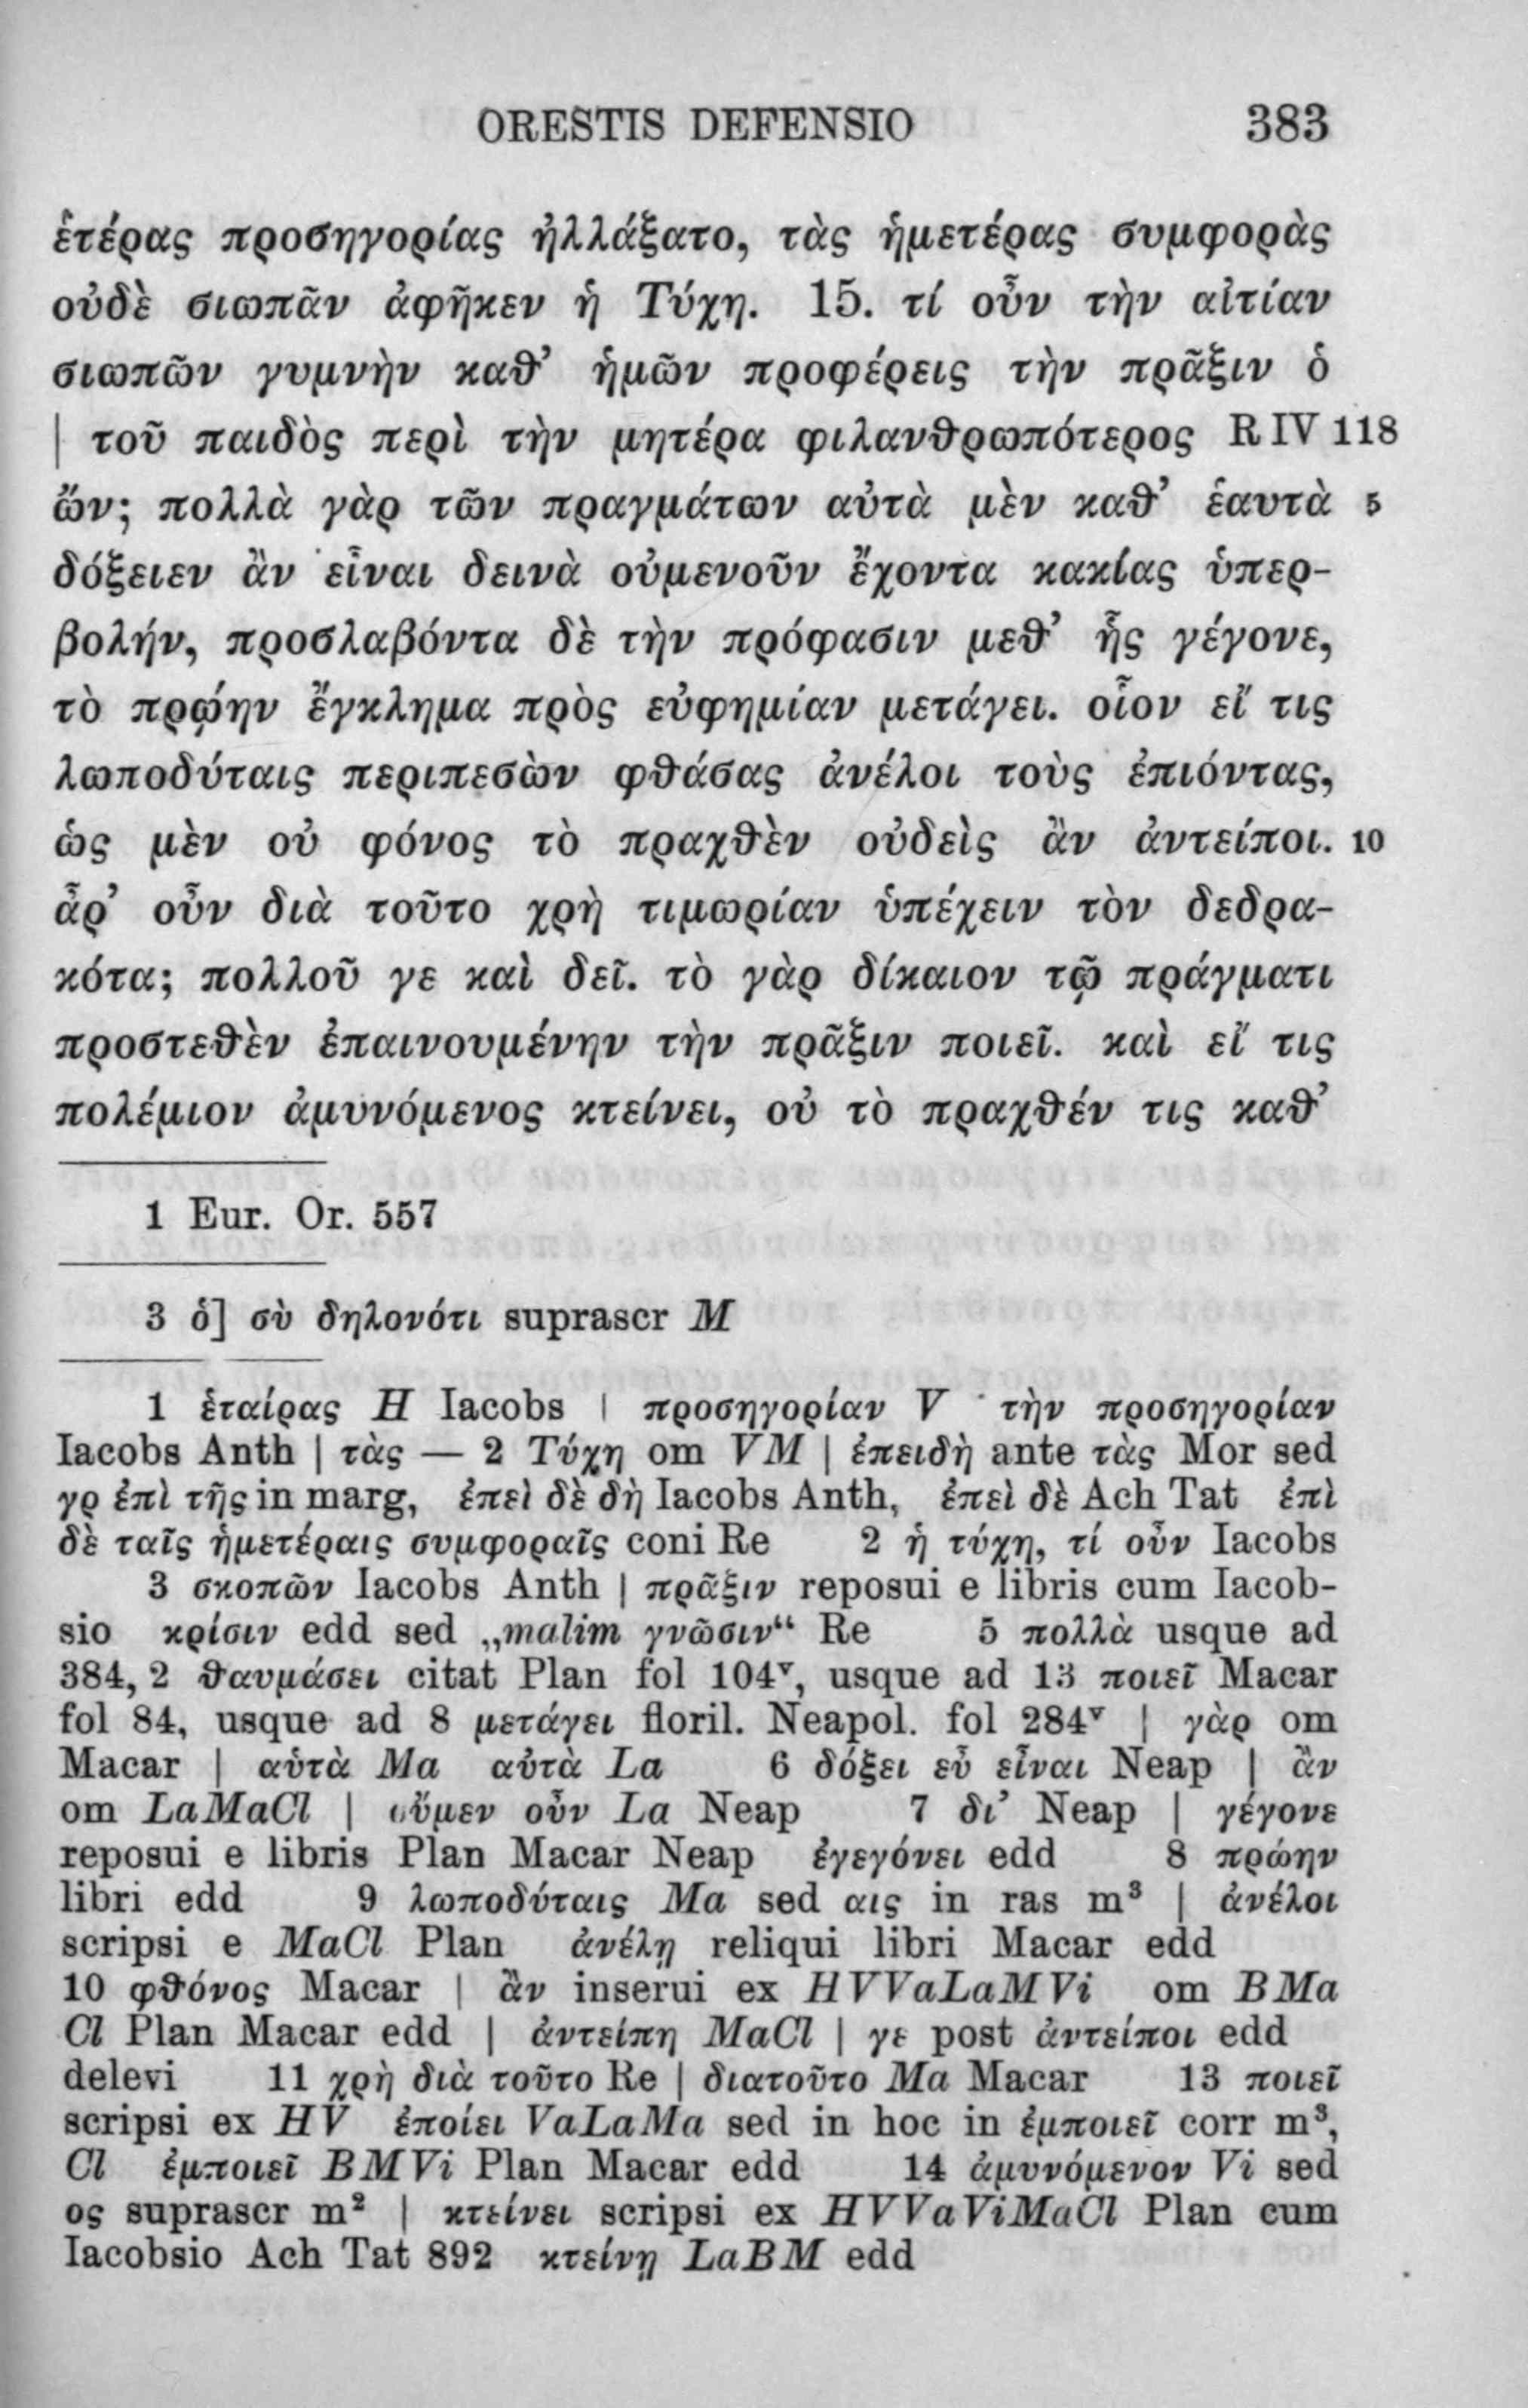 ORESTIS DEFENSIO 383
ἑτέρας προσηγορίας ἠλλάξατο, τὰς ἡμετέρας συμφορὰς
οὐδὲ σιωπᾶν ἀφῆκεν ἡ Τύχη. 15. τί οὖν τὴν αἰτίαν
σιωπῶν γυμνὴν καθ’ ἡμῶν προφέρεις τὴν πρᾶξιν ὁ
| τοῦ παιδὸς περὶ τὴν μητέρα φιλανθρωπότερος R IV 118
ὤν; πολλὰ γὰρ τῶν πραγμάτων αὐτὰ μὲν καθ’ ἑαυτὰ 5
δόξειεν ἂν εἶναι δεινὰ οὐμενοῦν ἔχοντα κακίας ὑπερ-
βολήν, προσλαβόντα δὲ τὴν πρόφασιν μεθ’ ἧς γέγονε,
τὸ πρῴην ἔγκλημα πρὸς εὐφημίαν μετάγει. οἷον εἴ τις
λωποδύταις περιπεσὼν φθάσας ἀνέλοι τοὺς ἐπιόντας,
ὡς μὲν οὐ φόνος τὸ πραχθὲν οὐδεὶς ἂν ἀντείποι. 10
ἆρ’ οὖν διὰ τοῦτο χρὴ τιμωρίαν ὑπέχειν τὸν δεδρα-
κότα; πολλοῦ γε καὶ δεῖ. τὸ γὰρ δίκαιον τῷ πράγματι
προστεθὲν ἐπαινουμένην τὴν πρᾶξιν ποιεῖ. καὶ εἴ τις
πολέμιον ἀμυνόμενος κτείνει, οὐ τὸ πραχθέν τις καθ’
1 Eur. Or. 557
3 ὁ] σὺ δηλονότι suprascr M
1 ἑταίρας H Iacobs | προσηγορίαν V τὴν προσηγορίαν
Iacobs Anth | τὰς — 2 Τύχη om VM | ἐπειδὴ ante τὰς Mor sed
γρ ἐπὶ τῆς in marg, ἐπεὶ δὲ δὴ Iacobs Anth, ἐπεὶ δὲ Ach Tat ἐπὶ
δὲ ταῖς ἡμετέραις συμφοραῖς coni Re 2 ἡ τύχη, τί οὖν Iacobs
3 σκοπῶν Iacobs Anth | πρᾶξιν reposui e libris cum Iacob-
sio κρίσιν edd sed „malim γνῶσιν“ Re 5 πολλὰ usque ad
384, 2 θαυμάσει citat Plan fol 104ᵛ, usque ad 13 ποιεῖ Macar
fol 84, usque ad 8 μετάγει floril. Neapol. fol 284ᵛ | γὰρ om
Macar | αὑτὰ Ma αὐτὰ La 6 δόξει εὖ εἶναι Neap | ἂν
om LaMaCl | οὔμεν οὖν La Neap 7 δι’ Neap | γέγονε
reposui e libris Plan Macar Neap ἐγεγόνει edd 8 πρώην
libri edd 9 λωποδύταις Ma sed αις in ras m³ | ἀνέλοι
scripsi e MaCl Plan ἀνέλῃ reliqui libri Macar edd
10 φθόνος Macar | ἂν inserui ex HVVaLaMVi om BMa
Cl Plan Macar edd | ἀντείπη MaCl | γε post ἀντείποι edd
delevi 11 χρὴ διὰ τοῦτο Re | διατοῦτο Ma Macar 13 ποιεῖ
scripsi ex HV ἐποίει VaLaMa sed in hoc in ἐμποιεῖ corr m³,
Cl ἐμποιεῖ BMVi Plan Macar edd 14 ἀμυνόμενον Vi sed
ος suprascr m² | κτείνει scripsi ex HVVaViMaCl Plan cum
Iacobsio Ach Tat 892 κτείνῃ LaBM edd